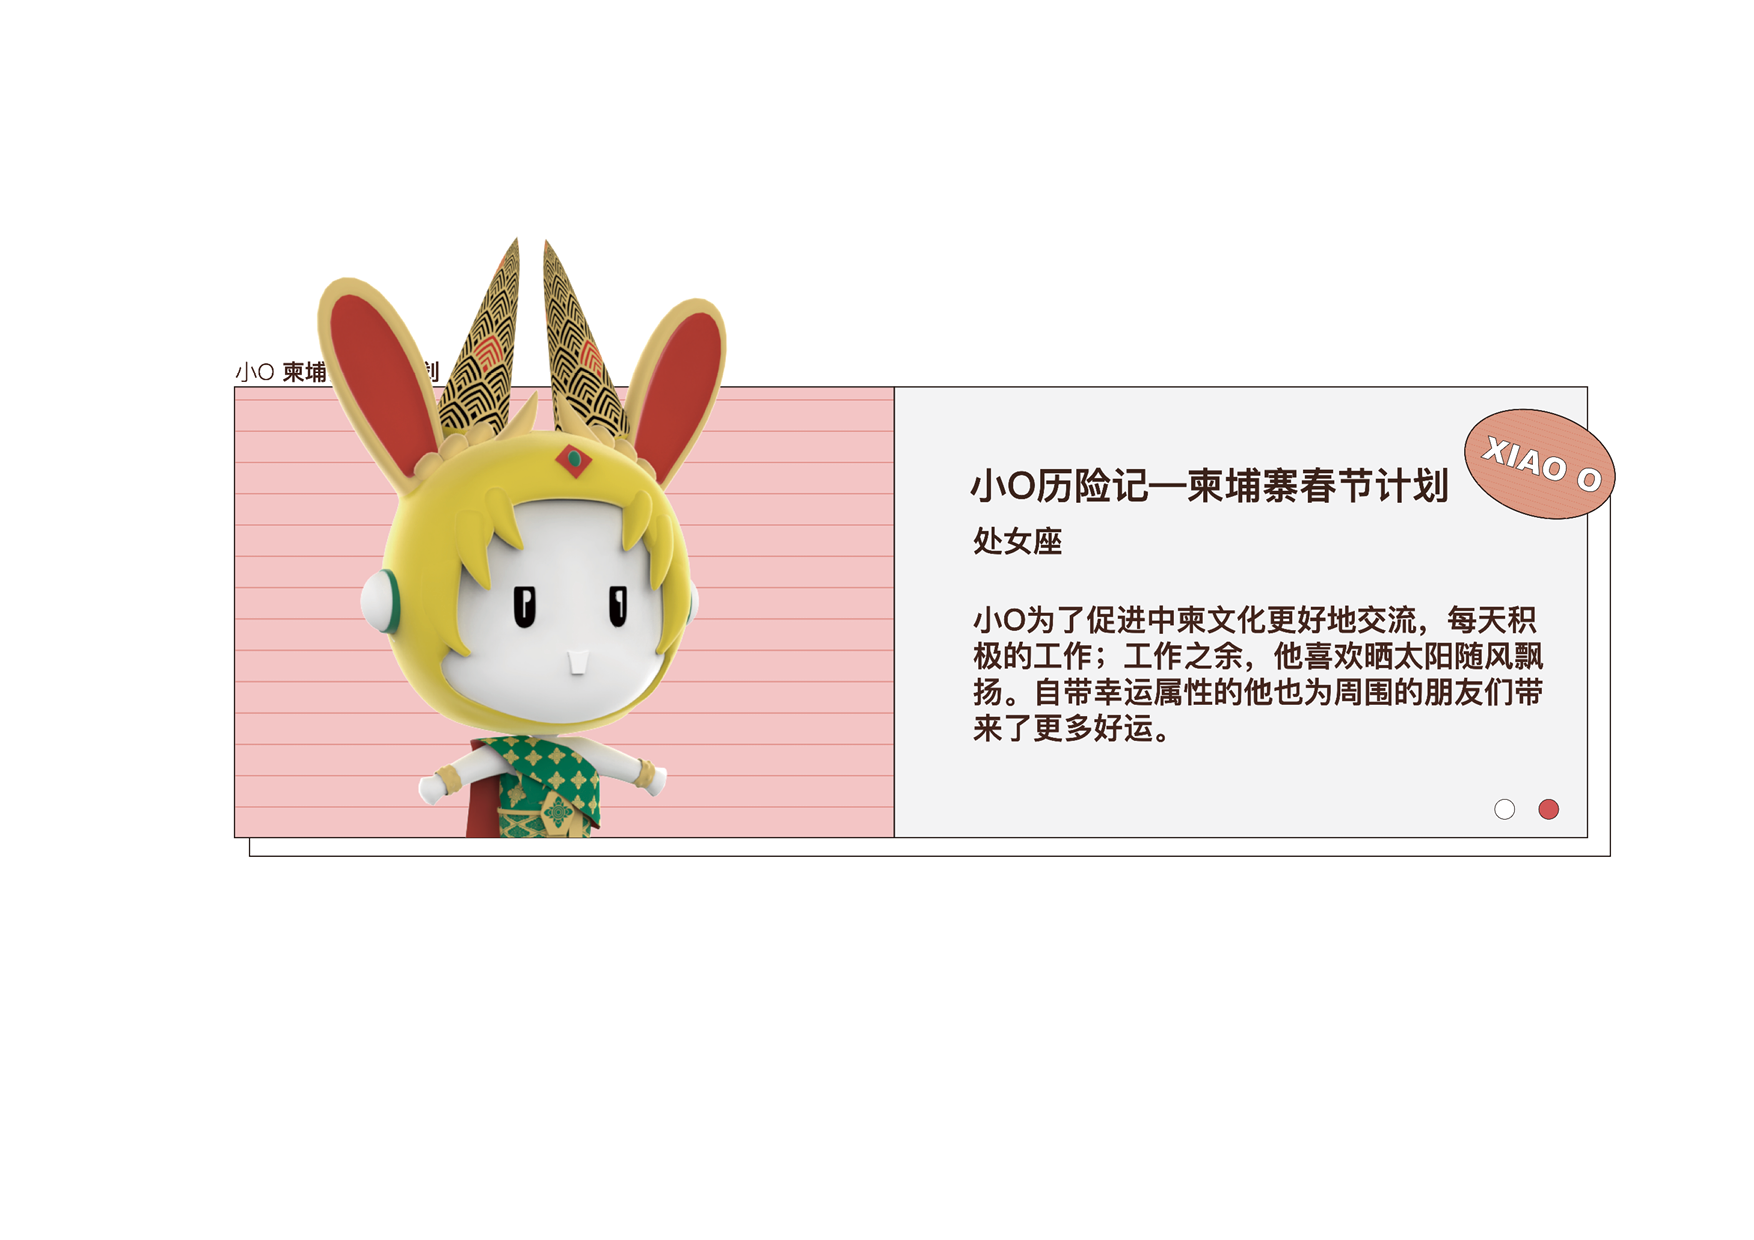 小O 柬埔 划
XIAO O
小O历险记—柬埔寨春节计划
处女座
小O为了促进中柬文化更好地交流，每天积
极的工作；工作之余，他喜欢晒太阳随风飘
扬。自带幸运属性的他也为周围的朋友们带
来了更多好运。